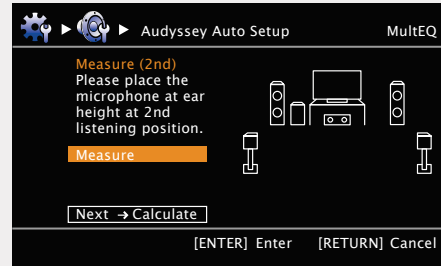 Audyssey Auto Setup MultEQ
Measure (2nd)
Please place the
microphone at ear
height at 2nd
listening position.
Measure
Next → Calculate
[ENTER] Enter [RETURN] Cancel